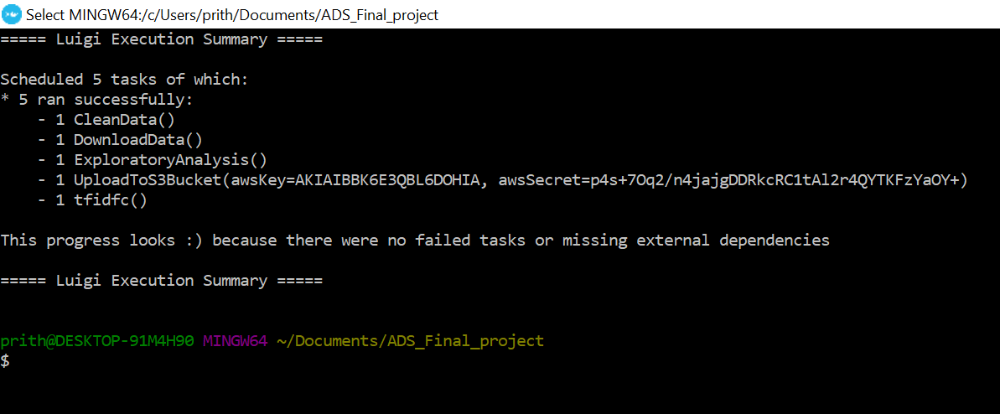 Select MINGW64:/c/Users/prith/Documents/ADS_Final_project
===== Luigi Execution Summary =====
Scheduled 5 tasks of which:
* 5 ran successfully:
    - 1 CleanData()
    - 1 DownloadData()
    - 1 ExploratoryAnalysis()
    - 1 UploadToS3Bucket(awsKey=AKIAIBBK6E3QBL6DOHIA, awsSecret=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)
    - 1 tfidfc()
This progress looks :) because there were no failed tasks or missing external dependencies
===== Luigi Execution Summary =====
prith@DESKTOP-91M4H90 MINGW64 ~/Documents/ADS_Final_project
$